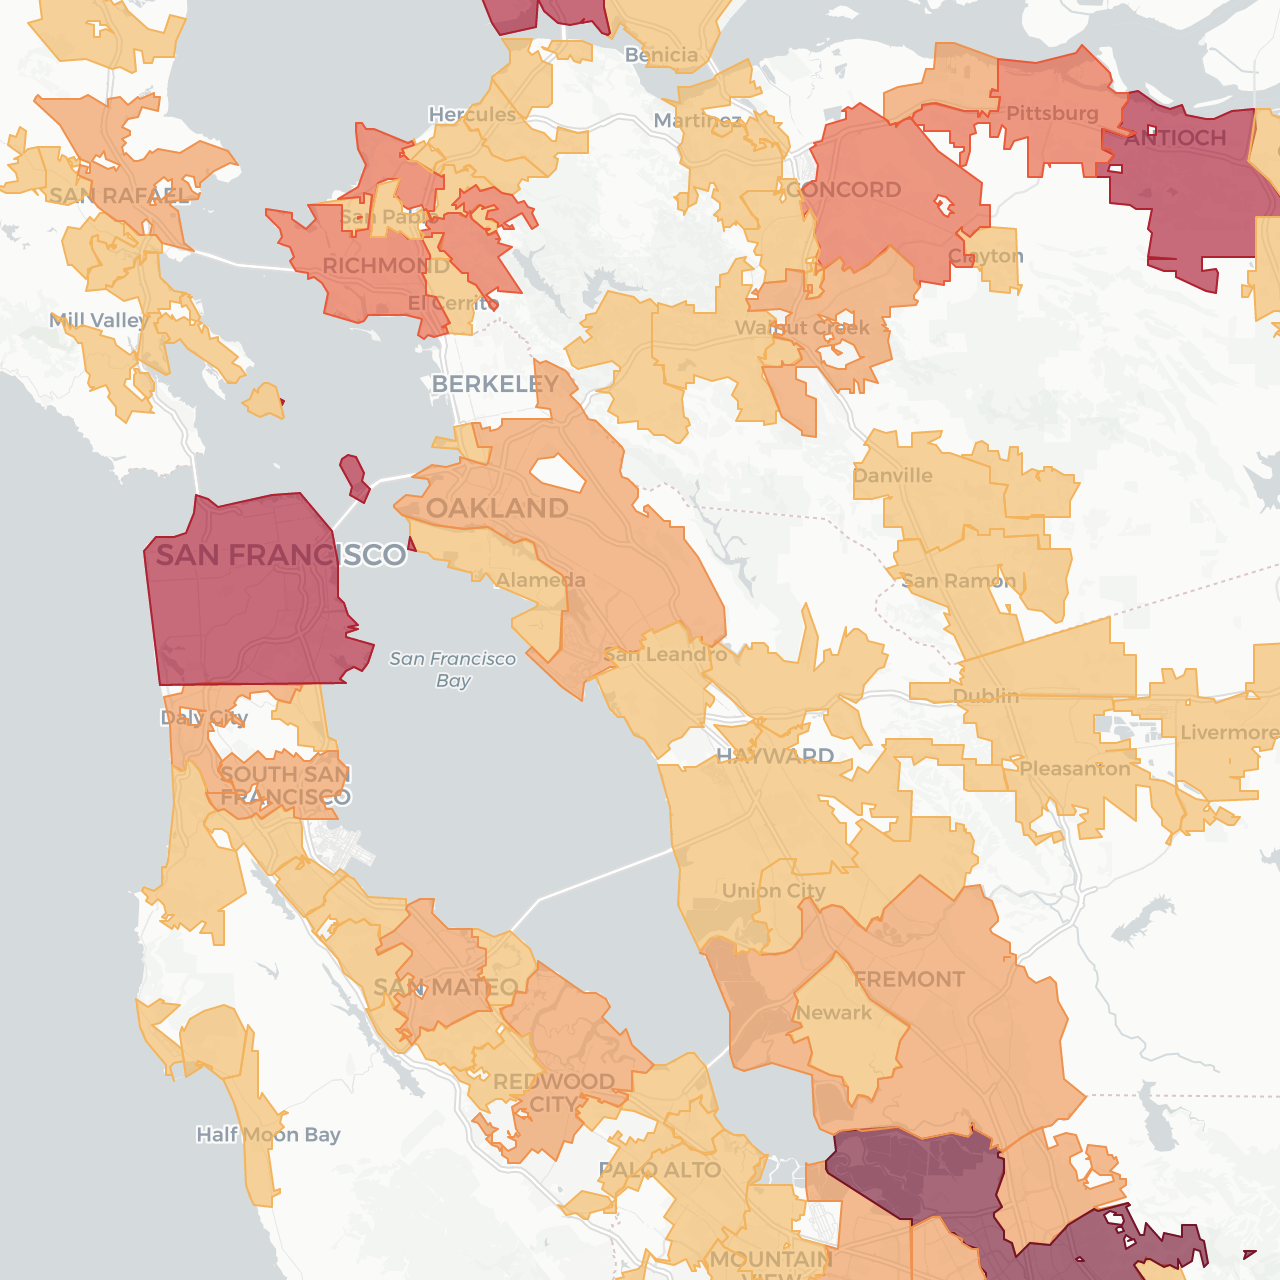 Benicia
Hercules
Martinez
Pittsburg
ANTIOCH
SAN RAFAEL
CONCORD
San Pablo
RICHMOND
Clayton
El Cerrito
Mill Valley
Walnut Creek
BERKELEY
Danville
OAKLAND
SAN FRANCISCO
Alameda
San Ramon
San Leandro
San Francisco
Bay
Dublin
Daly City
Livermore
HAYWARD
Pleasanton
SOUTH SAN
FRANCISCO
Union City
FREMONT
SAN MATEO
Newark
REDWOOD
CITY
Half Moon Bay
PALO ALTO
MOUNTAIN
VIEW